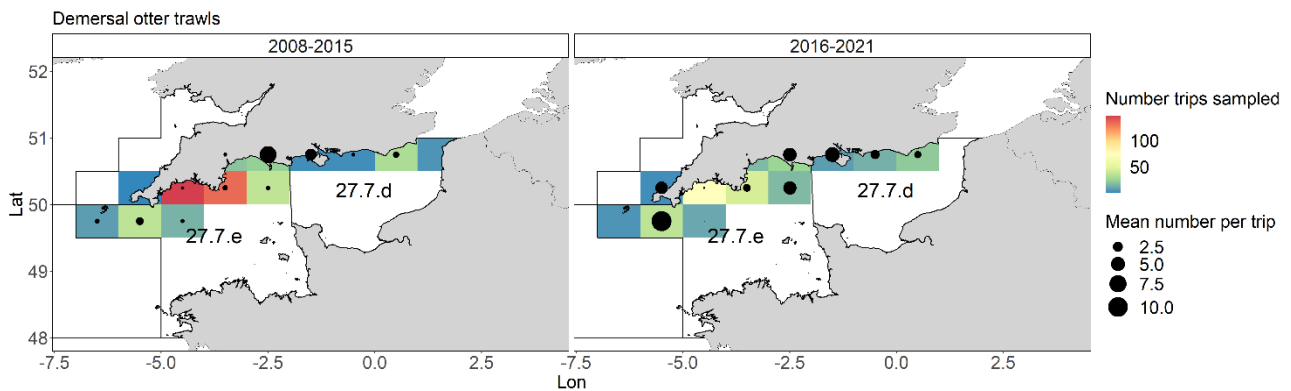 Demersal otter trawls
2008-2015
2016-2021
52
51
50
49
48
Lat
27.7.d
27.7.e
27.7.d
27.7.e
-7.5
-5.0
-2.5
0.0
2.5
-7.5
-5.0
-2.5
0.0
2.5
Lon
Number trips sampled
100
50
Mean number per trip
2.5
5.0
7.5
10.0